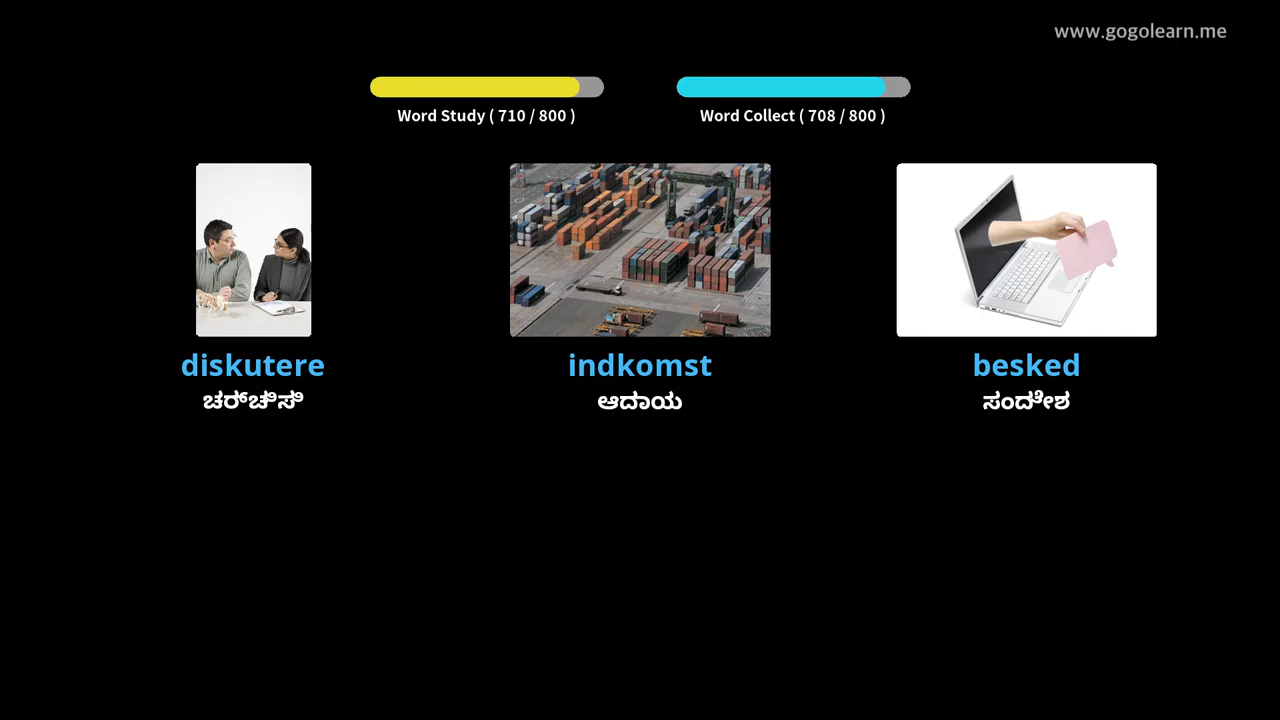 www.gogolearn.me
Word Study ( 710 / 800 )
Word Collect ( 708 / 800 )
diskutere
ಚರ್ಚಿಸಿ
indkomst
ಆದಾಯ
besked
ಸಂದೇಶ